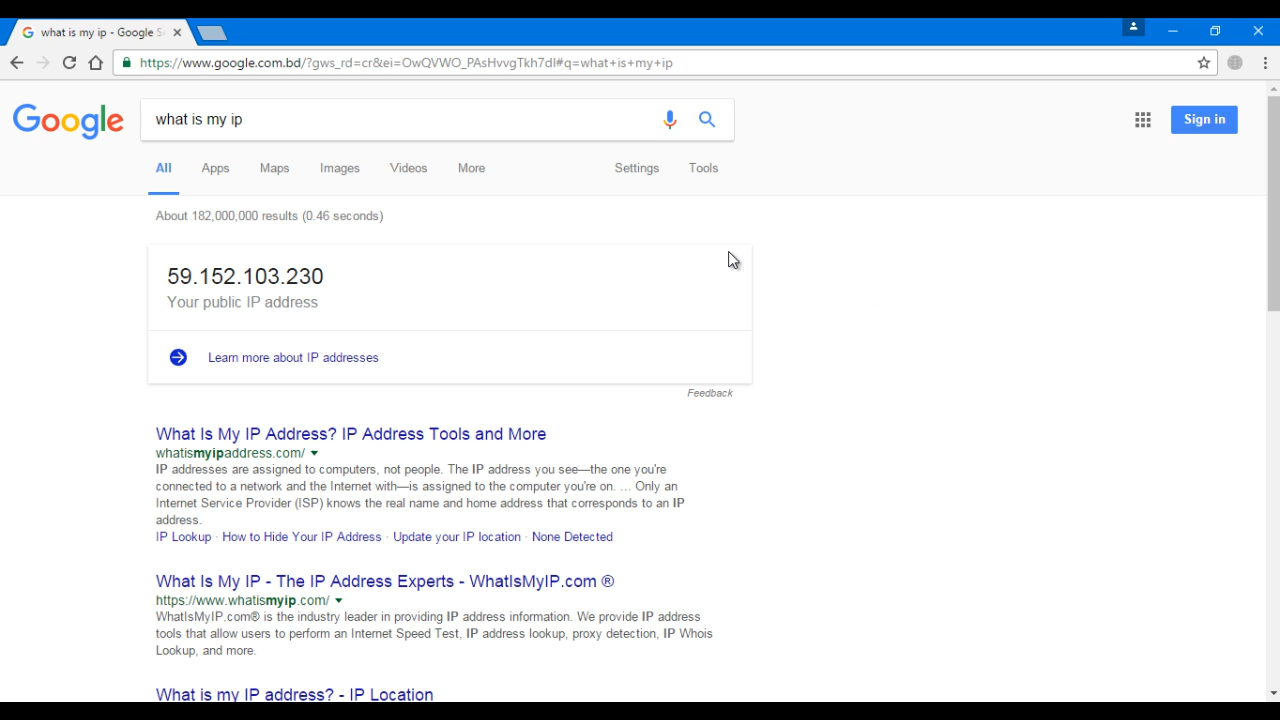 what is my ip - Google S
https://www.google.com.bd/?gws_rd=cr&ei=OwQVWO_PAsHvvgTkh7dI#q=what+is+my+ip
Google
what is my ip
Sign in
All Apps Maps Images Videos More Settings Tools
About 182,000,000 results (0.46 seconds)
59.152.103.230
Your public IP address
Learn more about IP addresses
Feedback
What Is My IP Address? IP Address Tools and More
whatismyipaddress.com/
IP addresses are assigned to computers, not people. The IP address you see—the one you're
connected to a network and the Internet with—is assigned to the computer you're on. ... Only an
Internet Service Provider (ISP) knows the real name and home address that corresponds to an IP
address.
IP Lookup · How to Hide Your IP Address · Update your IP location · None Detected
What Is My IP - The IP Address Experts - WhatIsMyIP.com ®
https://www.whatismyip.com/
WhatIsMyIP.com® is the industry leader in providing IP address information. We provide IP address
tools that allow users to perform an Internet Speed Test, IP address lookup, proxy detection, IP Whois
Lookup, and more.
What is my IP address? - IP Location